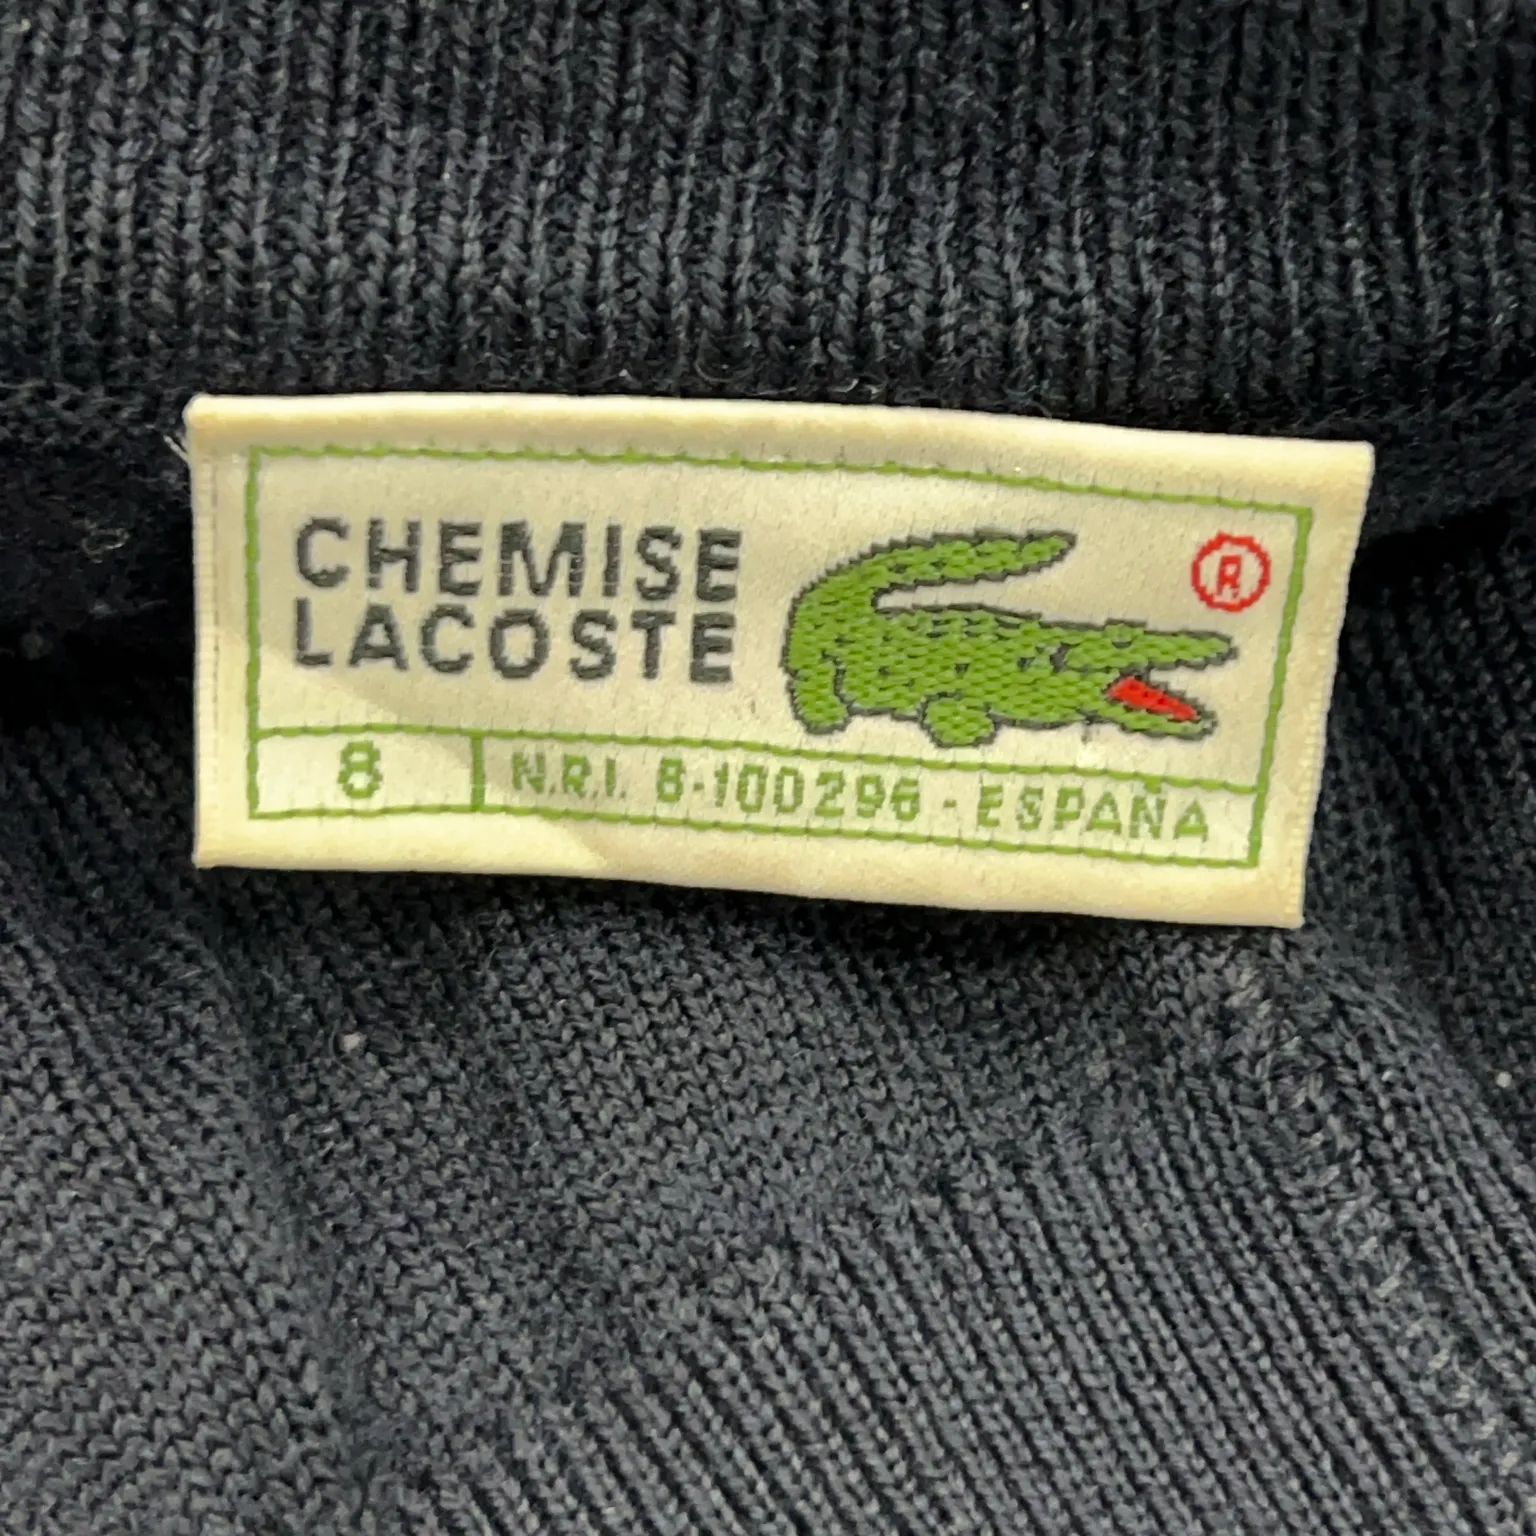 CHEMISE
LACOSTE
®
8
N.R.I. 8-100296 - ESPAÑA